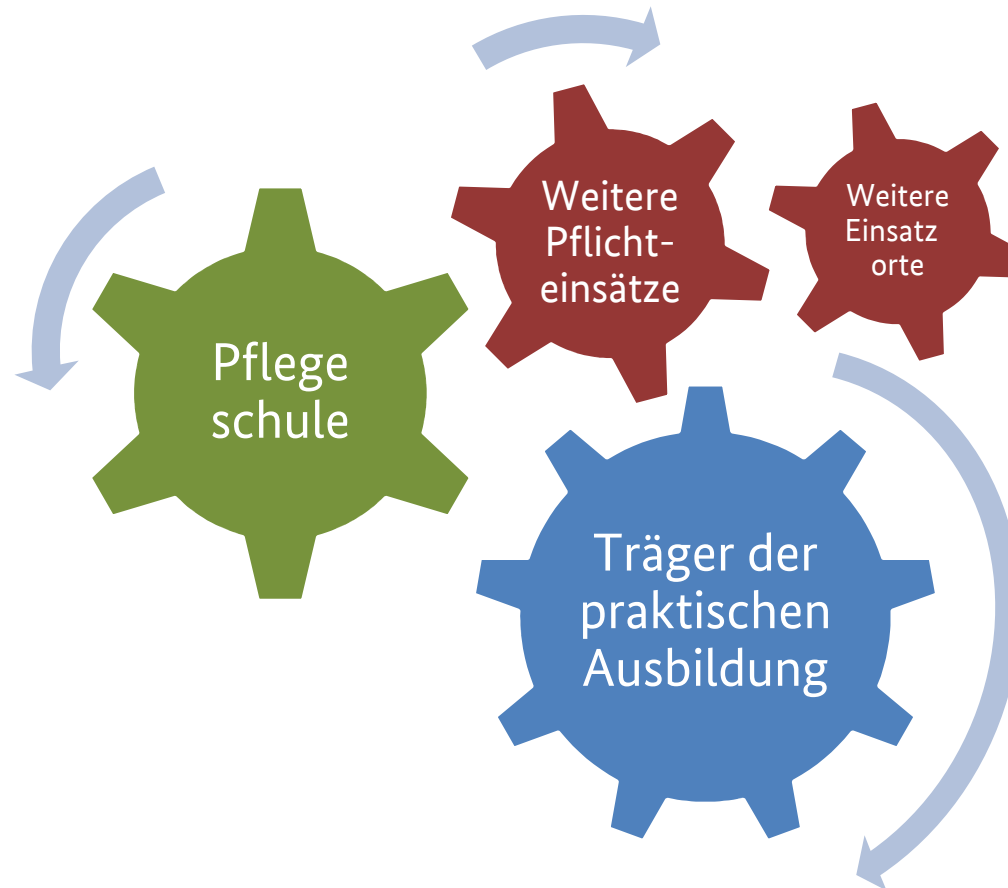 Weitere
Pflicht-
einsätze
Weitere
Einsatz
orte
Pflege
schule
Träger der
praktischen
Ausbildung